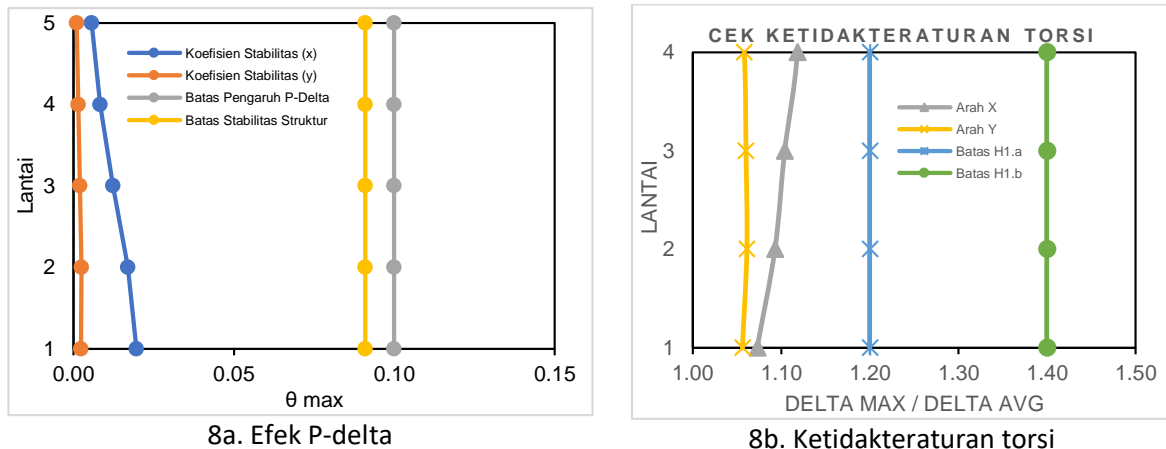 5
4
3
2
1
Lantai
Koefisien Stabilitas (x)
Koefisien Stabilitas (y)
Batas Pengaruh P-Delta
Batas Stabilitas Struktur
0.00 0.05 0.10 0.15
θ max
8a. Efek P-delta
CEK KETIDAKTERATURAN TORSI
4
3
2
1
LANTAI
Arah X
Arah Y
Batas H1.a
Batas H1.b
1.00 1.10 1.20 1.30 1.40 1.50
DELTA MAX / DELTA AVG
8b. Ketidakteraturan torsi